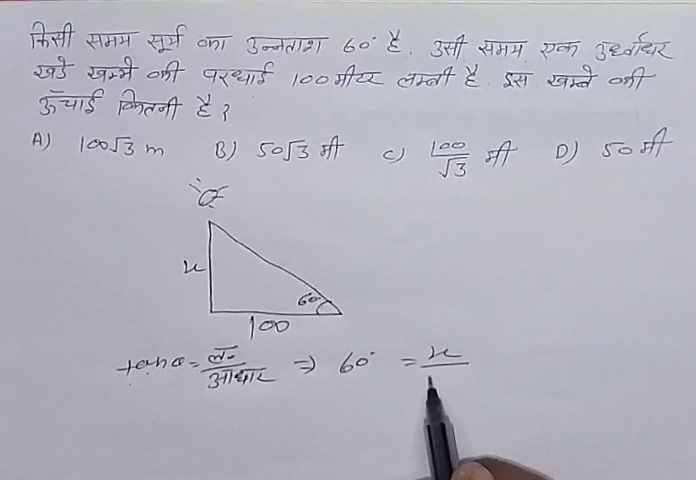 किसी समय सूर्य का उन्नतांश 60° है. उसी समय एक उर्ध्वाधर
खडे खम्भे की परछाई 100 मीटर लम्बी है. इस खम्बे की
ऊँचाई कितनी है?
A) 100√3 m B) 50√3 मी C) 100/√3 मी D) 50 मी
x
60°
100
tanθ = लं०/आधार ⇒ 60° = x